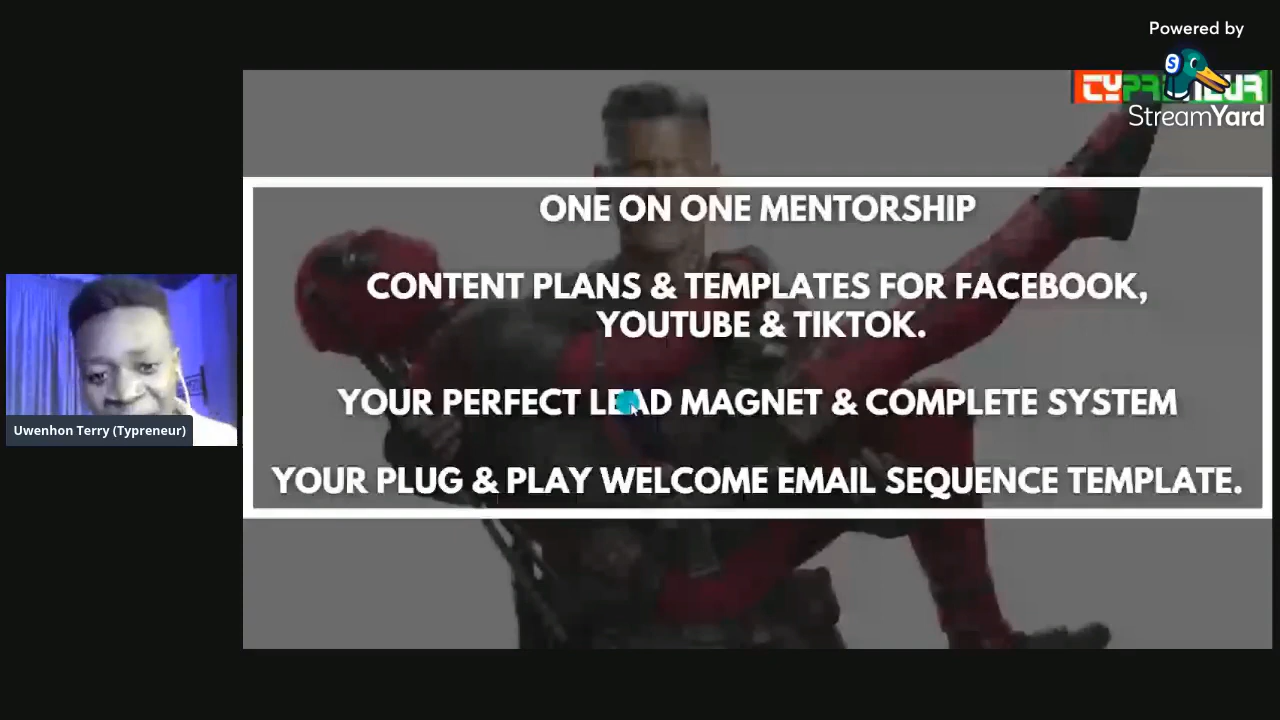 Powered by
StreamYard
ONE ON ONE MENTORSHIP
CONTENT PLANS & TEMPLATES FOR FACEBOOK,
YOUTUBE & TIKTOK.
YOUR PERFECT LEAD MAGNET & COMPLETE SYSTEM
YOUR PLUG & PLAY WELCOME EMAIL SEQUENCE TEMPLATE.
Uwenhon Terry (Typreneur)